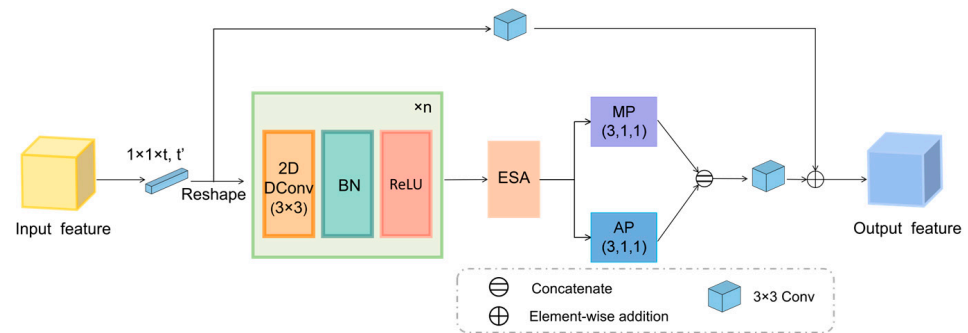 ×n
MP
(3,1,1)
1×1×t, t’
2D
DConv
(3×3)
BN
ReLU
ESA
Reshape
Input feature
AP
(3,1,1)
Output feature
Concatenate
3×3 Conv
Element-wise addition